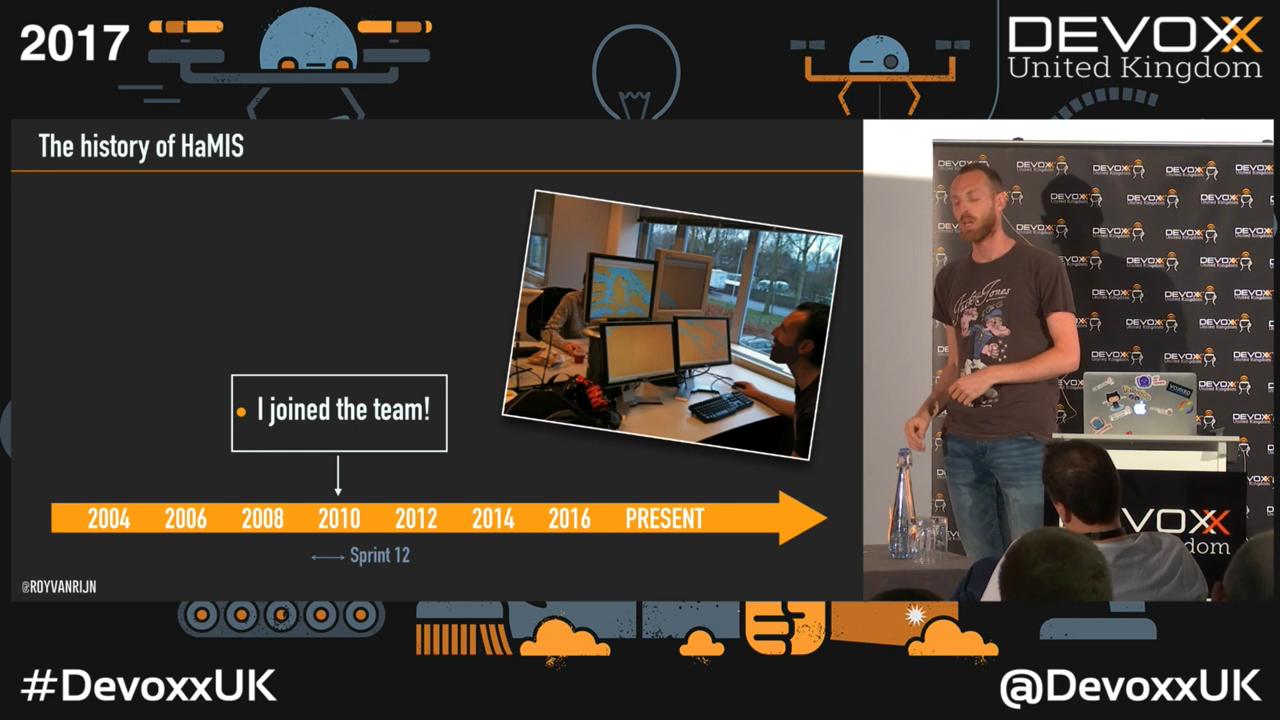 2017
DEVOXX
United Kingdom
The history of HaMIS
• I joined the team!
2004 2006 2008 2010 2012 2014 2016 PRESENT
Sprint 12
@ROYVANRIJN
#DevoxxUK
@DevoxxUK